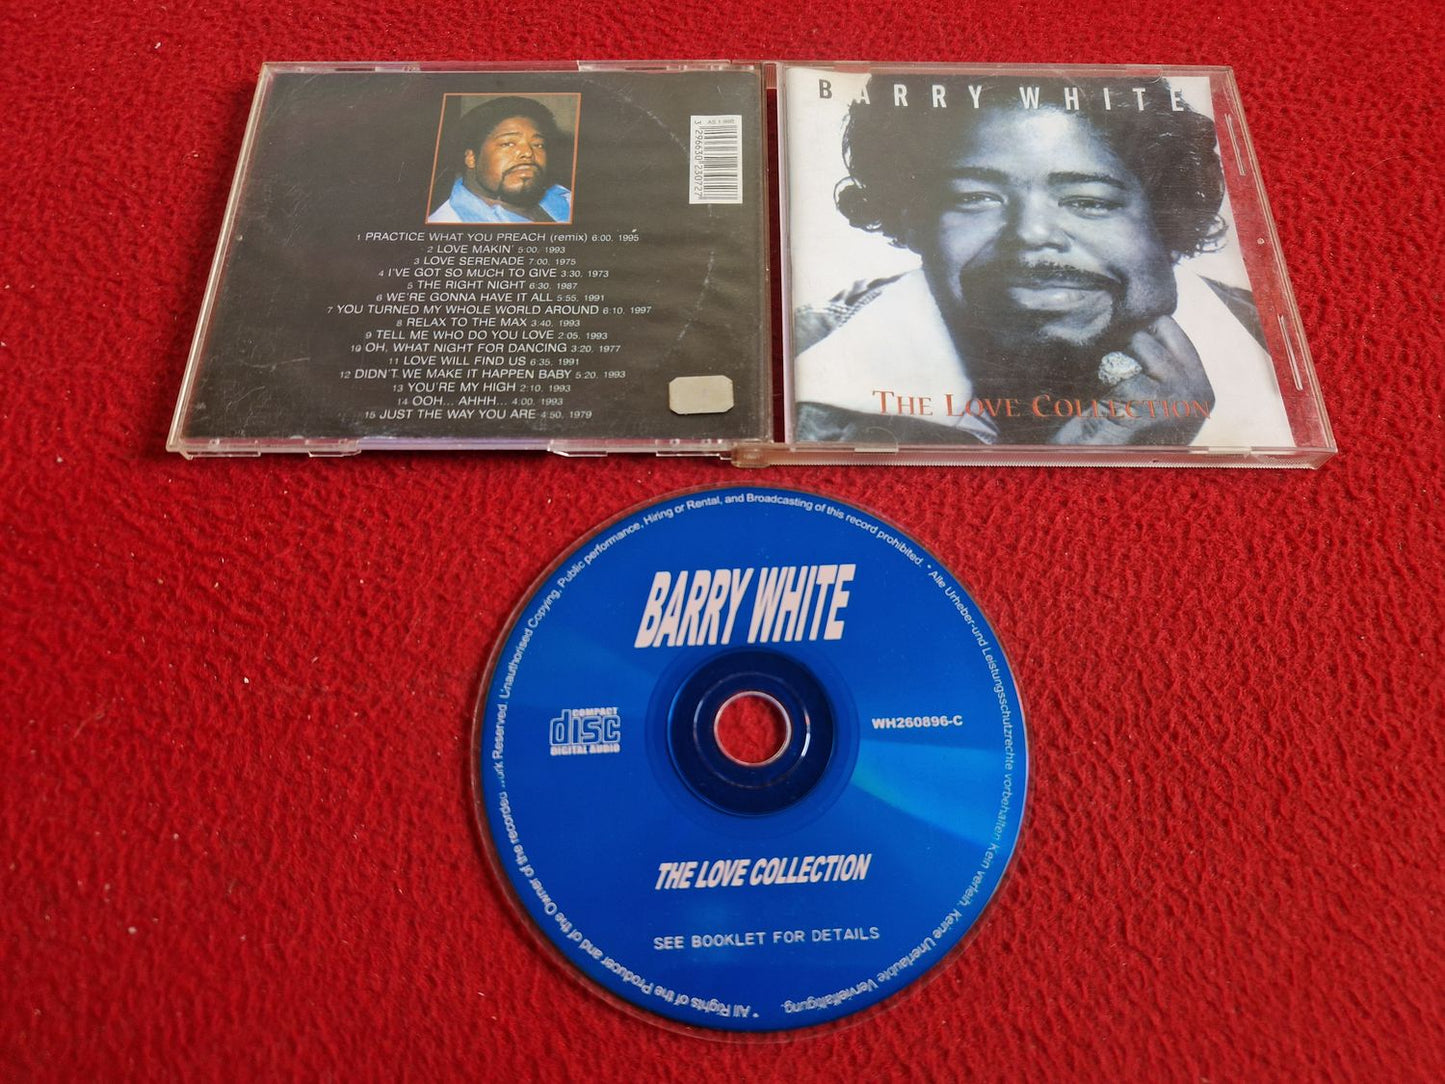 AS 1 980
3 296630 230727
1 PRACTICE WHAT YOU PREACH (remix) 6:00. 1995
2 LOVE MAKIN' 5:00. 1993
3 LOVE SERENADE 7:00. 1975
4 I'VE GOT SO MUCH TO GIVE 3:30. 1973
5 THE RIGHT NIGHT 6:30. 1987
6 WE'RE GONNA HAVE IT ALL 5:55. 1991
7 YOU TURNED MY WHOLE WORLD AROUND 6:10. 1997
8 RELAX TO THE MAX 3:40. 1993
9 TELL ME WHO DO YOU LOVE 2:05. 1993
10 OH, WHAT NIGHT FOR DANCING 3:20. 1977
11 LOVE WILL FIND US 6:35. 1991
12 DIDN'T WE MAKE IT HAPPEN BABY 5:20. 1993
13 YOU'RE MY HIGH 2:10. 1993
14 OOH... AHHH... 4:00. 1993
15 JUST THE WAY YOU ARE 4:50. 1979
BARRY WHITE
THE LOVE COLLECTION
* All Rights of the Producer and of the Owner of the recorded work Reserved. Unauthorised Copying, Public performance, Hiring or Rental, and Broadcasting of this record prohibited. * Alle Urheber-und Leistungsschutzrechte vorbehalten Kein verleih. Keine Unerlaubte Vervielfaltigung.
BARRY WHITE
COMPACT
disc
DIGITAL AUDIO
WH260896-C
THE LOVE COLLECTION
SEE BOOKLET FOR DETAILS